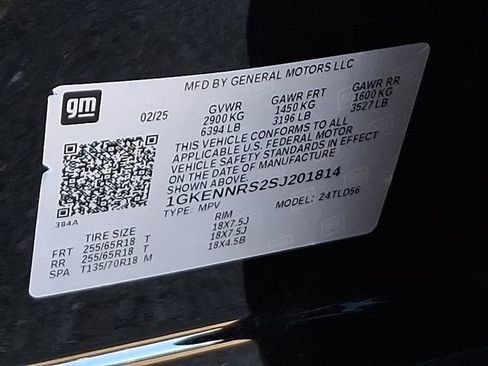 MFD BY GENERAL MOTORS LLC
gm
02/25
GVWR GAWR FRT GAWR RR
2900 KG 1450 KG 1600 KG
6394 LB 3196 LB 3527 LB
THIS VEHICLE CONFORMS TO ALL
APPLICABLE U.S. FEDERAL MOTOR
VEHICLE SAFETY STANDARDS IN EFFECT
ON THE DATE OF MANUFACTURE
SHOWN ABOVE.
1GKENNRS2SJ201814
TYPE: MPV MODEL: 24TLD56
384A
TIRE SIZE RIM
FRT 255/65R18 T 18X7.5J
RR 255/65R18 T 18X7.5J
SPA T135/70R18 M 18X4.5B